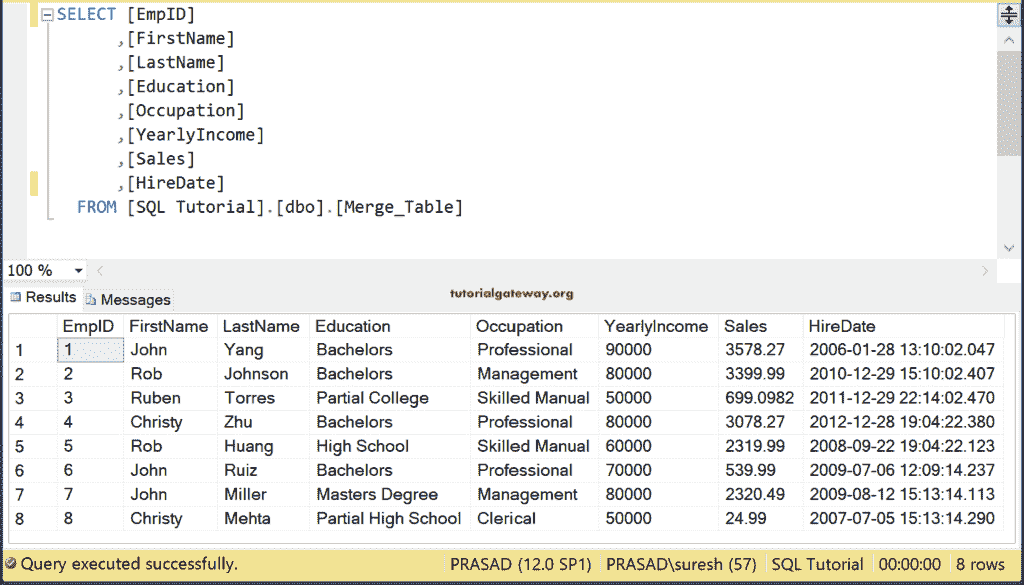 SELECT [EmpID]
,[FirstName]
,[LastName]
,[Education]
,[Occupation]
,[YearlyIncome]
,[Sales]
,[HireDate]
FROM [SQL Tutorial].[dbo].[Merge_Table]
100 %
tutorialgateway.org
Results Messages
EmpID FirstName LastName Education Occupation YearlyIncome Sales HireDate
1 1 John Yang Bachelors Professional 90000 3578.27 2006-01-28 13:10:02.047
2 2 Rob Johnson Bachelors Management 80000 3399.99 2010-12-29 15:10:02.407
3 3 Ruben Torres Partial College Skilled Manual 50000 699.0982 2011-12-29 22:14:02.470
4 4 Christy Zhu Bachelors Professional 80000 3078.27 2012-12-28 19:04:22.380
5 5 Rob Huang High School Skilled Manual 60000 2319.99 2008-09-22 19:04:22.123
6 6 John Ruiz Bachelors Professional 70000 539.99 2009-07-06 12:09:14.237
7 7 John Miller Masters Degree Management 80000 2320.49 2009-08-12 15:13:14.113
8 8 Christy Mehta Partial High School Clerical 50000 24.99 2007-07-05 15:13:14.290
Query executed successfully. PRASAD (12.0 SP1) PRASAD\suresh (57) SQL Tutorial 00:00:00 8 rows